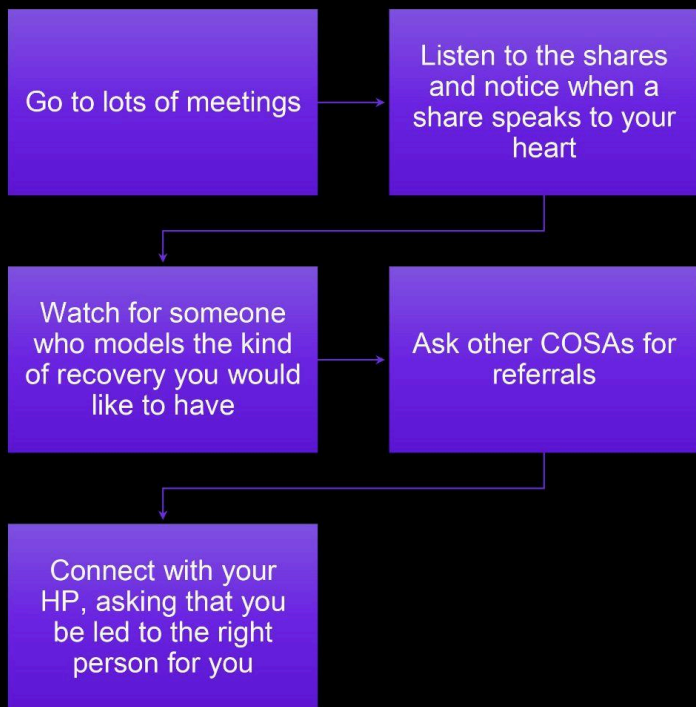 Go to lots of meetings
Listen to the shares
and notice when a
share speaks to your
heart
Watch for someone
who models the kind
of recovery you would
like to have
Ask other COSAs for
referrals
Connect with your
HP, asking that you
be led to the right
person for you